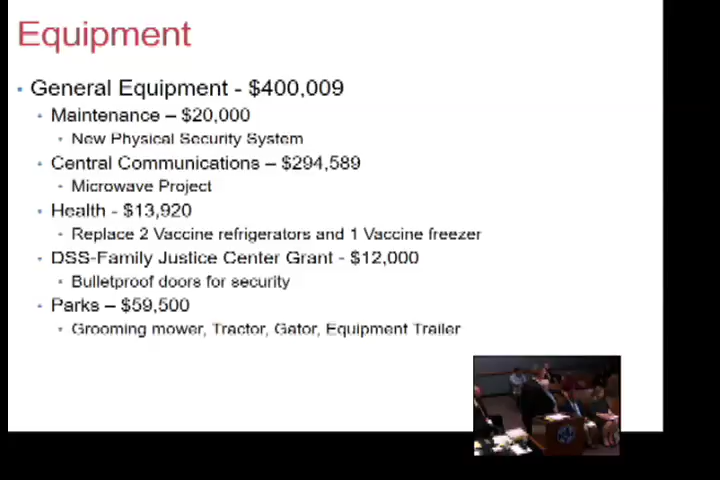 Equipment
• General Equipment - $400,009
• Maintenance – $20,000
• New Physical Security System
• Central Communications – $294,589
• Microwave Project
• Health - $13,920
• Replace 2 Vaccine refrigerators and 1 Vaccine freezer
• DSS-Family Justice Center Grant - $12,000
• Bulletproof doors for security
• Parks – $59,500
• Grooming mower, Tractor, Gator, Equipment Trailer